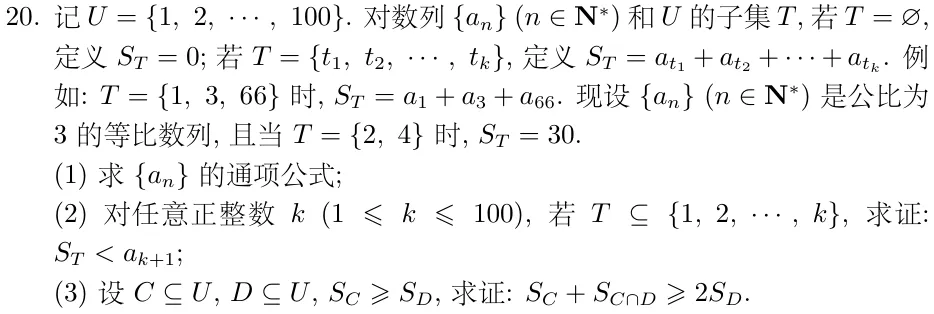 20. 记 U = {1, 2, ⋯, 100}. 对数列 {aₙ} (n ∈ N*) 和 U 的子集 T, 若 T = ∅,
定义 S_T = 0; 若 T = {t₁, t₂, ⋯, tₖ}, 定义 S_T = a_{t₁} + a_{t₂} + ⋯ + a_{tₖ}. 例
如: T = {1, 3, 66} 时, S_T = a₁ + a₃ + a₆₆. 现设 {aₙ} (n ∈ N*) 是公比为
3 的等比数列, 且当 T = {2, 4} 时, S_T = 30.
(1) 求 {aₙ} 的通项公式;
(2) 对任意正整数 k (1 ⩽ k ⩽ 100), 若 T ⊆ {1, 2, ⋯, k}, 求证:
S_T < a_{k+1};
(3) 设 C ⊆ U, D ⊆ U, S_C ⩾ S_D, 求证: S_C + S_{C∩D} ⩾ 2S_D.